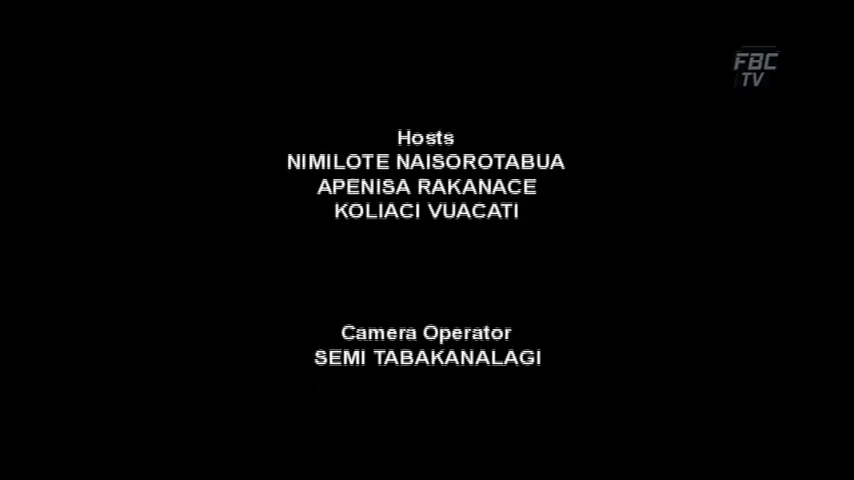 FBC
TV
Hosts
NIMILOTE NAISOROTABUA
APENISA RAKANACE
KOLIACI VUACATI
Camera Operator
SEMI TABAKANALAGI